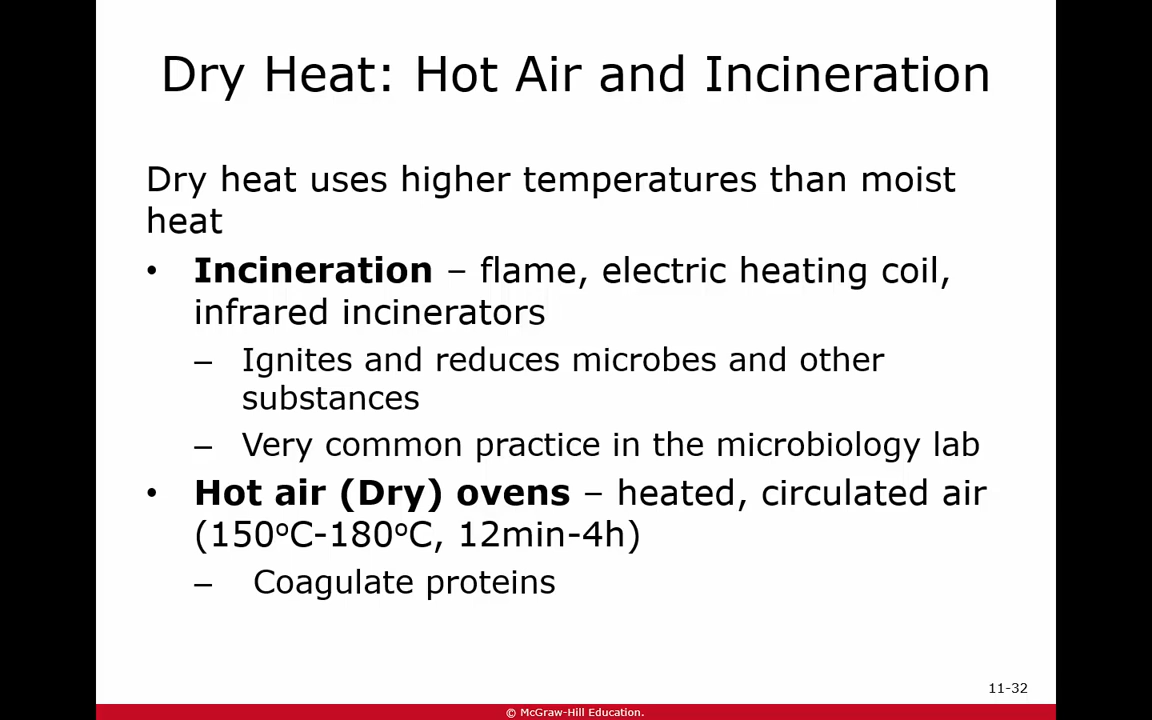 Dry Heat: Hot Air and Incineration
Dry heat uses higher temperatures than moist
heat
• Incineration – flame, electric heating coil,
infrared incinerators
– Ignites and reduces microbes and other
substances
– Very common practice in the microbiology lab
• Hot air (Dry) ovens – heated, circulated air
(150ºC-180ºC, 12min-4h)
– Coagulate proteins
11-32
© McGraw-Hill Education.